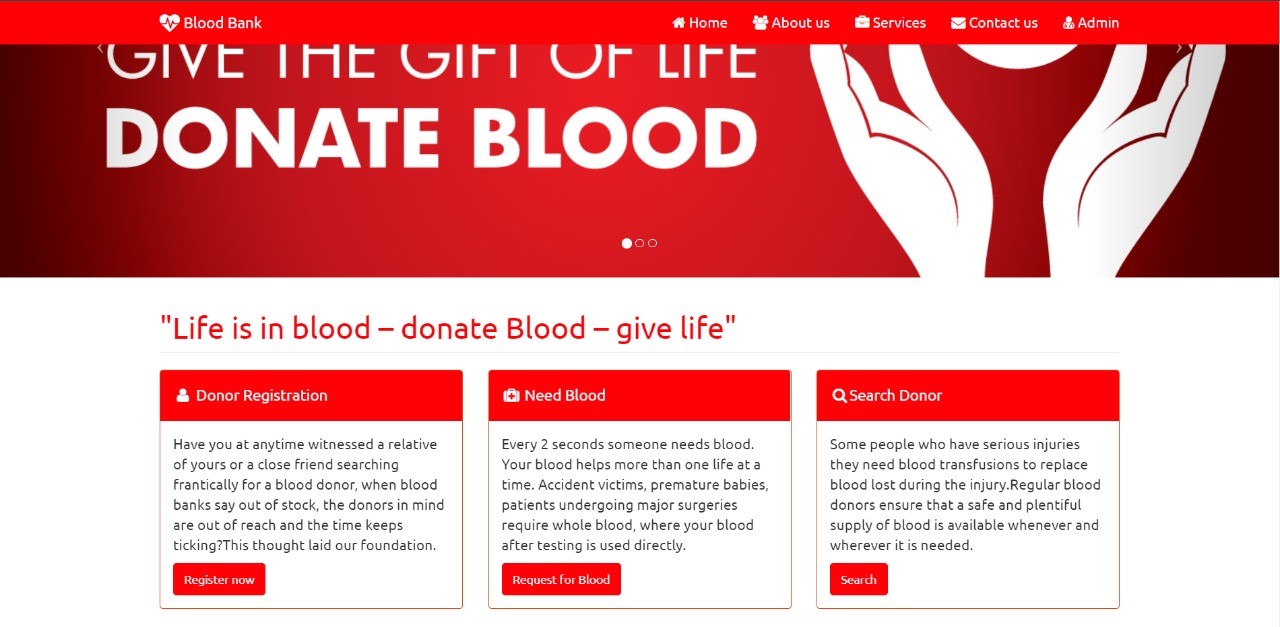 Blood Bank
Home
About us
Services
Contact us
Admin
GIVE THE GIFT OF LIFE
DONATE BLOOD
"Life is in blood – donate Blood – give life"
Donor Registration
Have you at anytime witnessed a relative
of yours or a close friend searching
frantically for a blood donor, when blood
banks say out of stock, the donors in mind
are out of reach and the time keeps
ticking?This thought laid our foundation.
Register now
Need Blood
Every 2 seconds someone needs blood.
Your blood helps more than one life at a
time. Accident victims, premature babies,
patients undergoing major surgeries
require whole blood, where your blood
after testing is used directly.
Request for Blood
Search Donor
Some people who have serious injuries
they need blood transfusions to replace
blood lost during the injury.Regular blood
donors ensure that a safe and plentiful
supply of blood is available whenever and
wherever it is needed.
Search